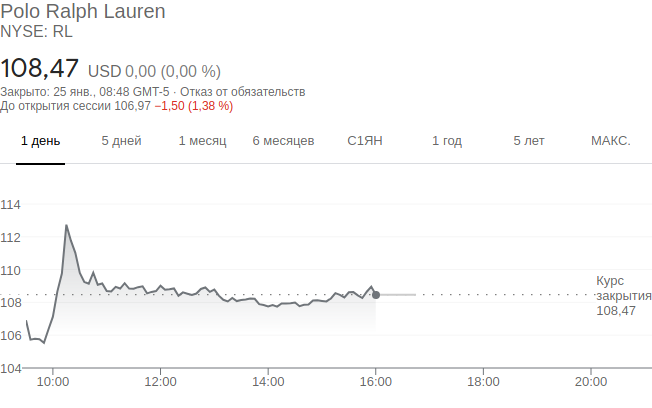 Polo Ralph Lauren
NYSE: RL
108,47 USD 0,00 (0,00 %)
Закрыто: 25 янв., 08:48 GMT-5 · Отказ от обязательств
До открытия сессии 106,97 −1,50 (1,38 %)
1 день 5 дней 1 месяц 6 месяцев С1ЯН 1 год 5 лет МАКС.
114
112
110
108
106
104
Курс
закрытия
108,47
10:00 12:00 14:00 16:00 18:00 20:00